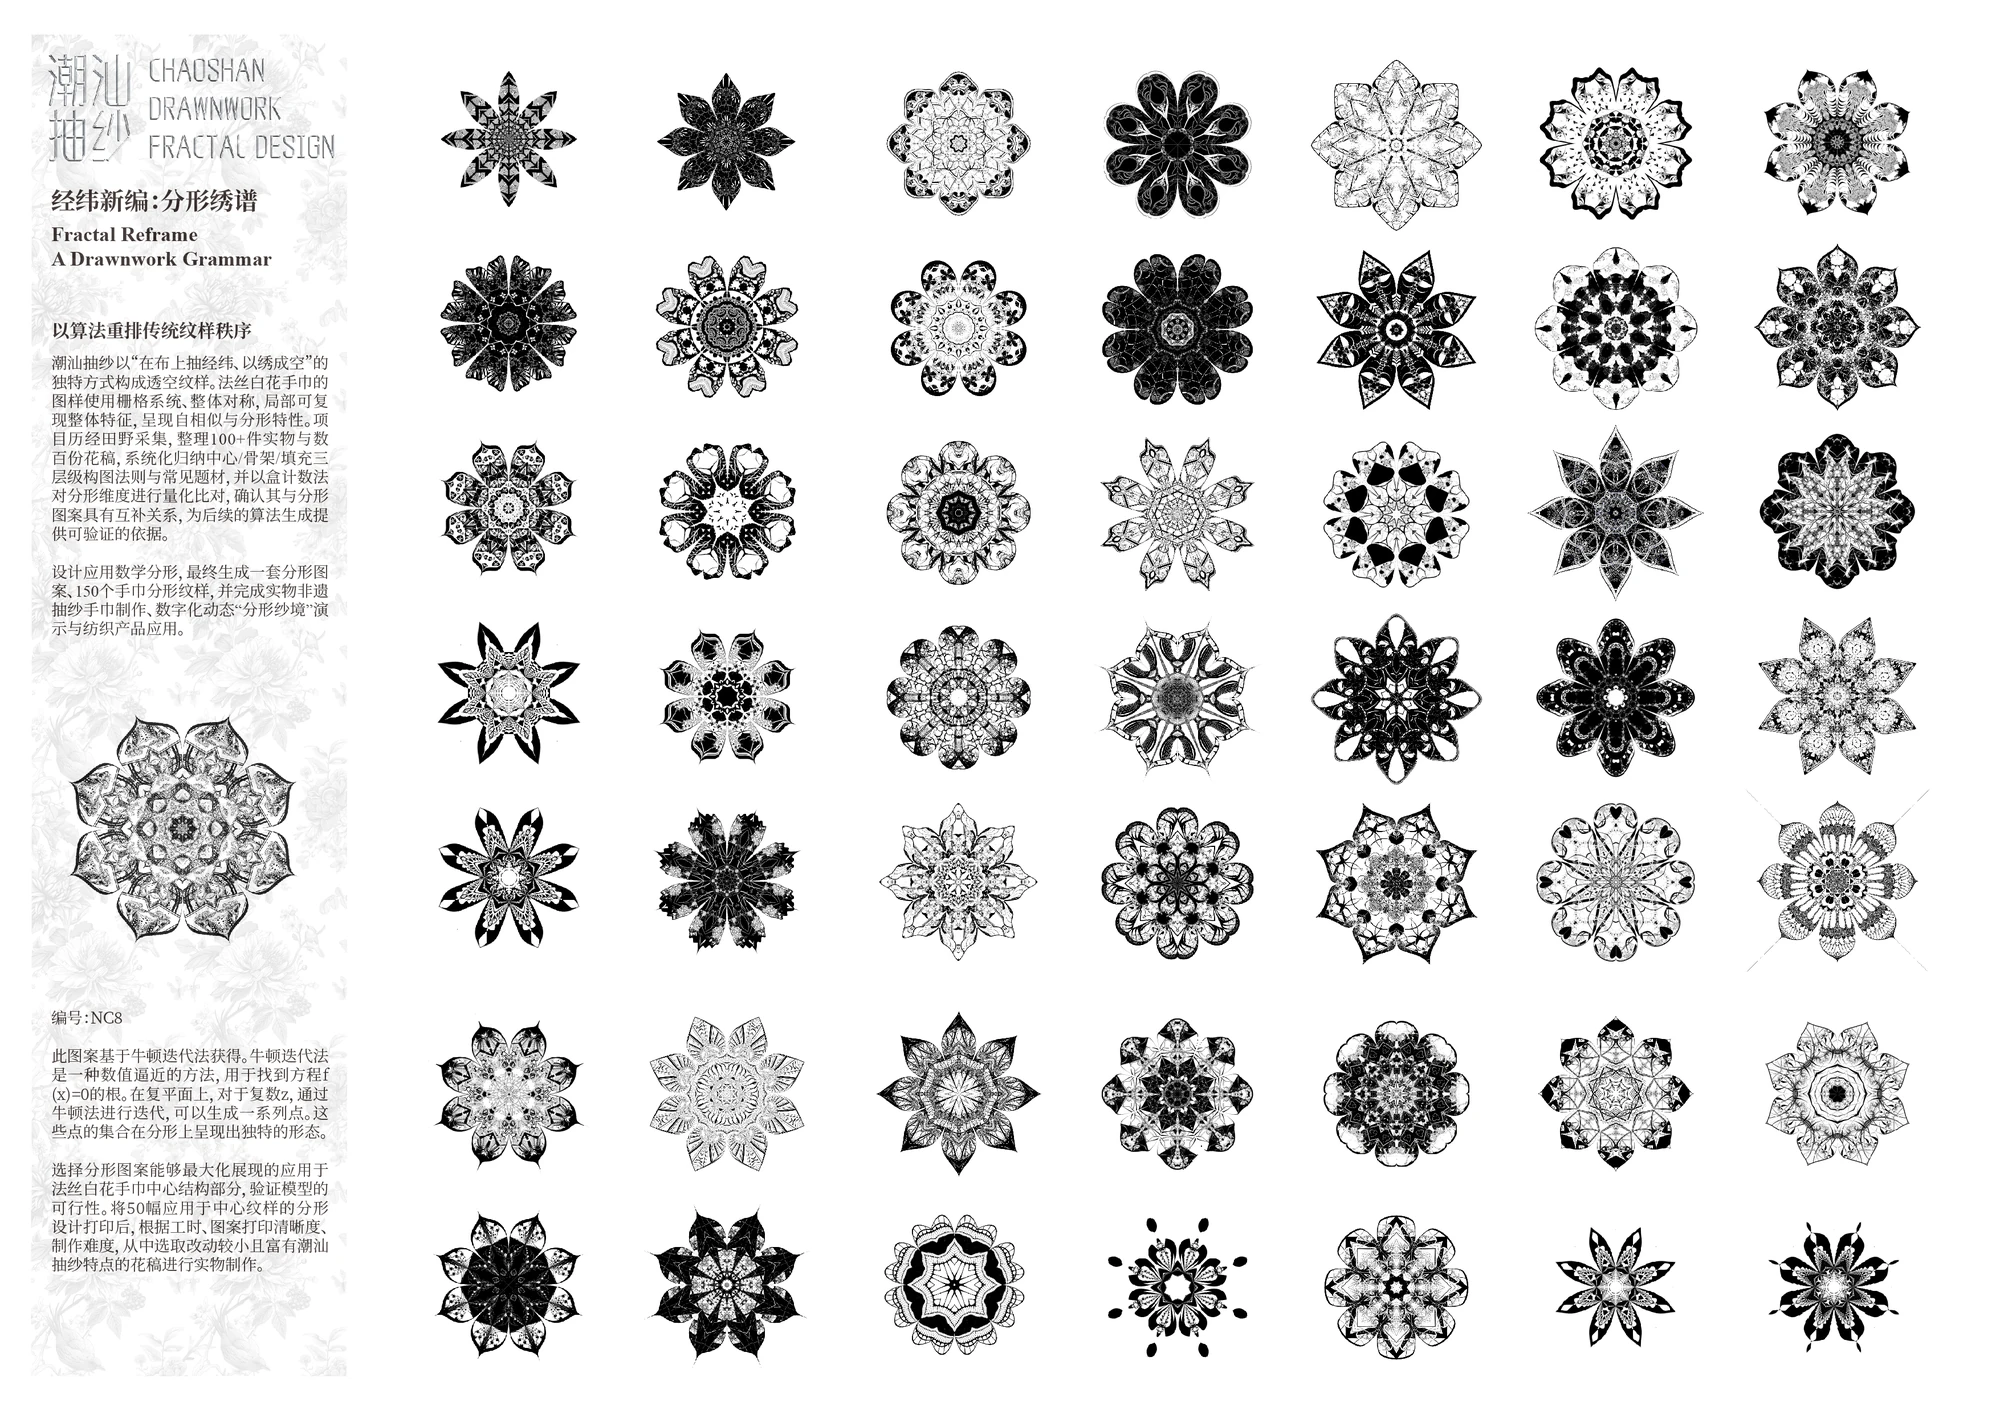 潮汕
抽纱
CHAOSHAN
DRAWNWORK
FRACTAL DESIGN
经纬新编：分形绣谱
Fractal Reframe
A Drawnwork Grammar
以算法重排传统纹样秩序
潮汕抽纱以“在布上抽经纬、以绣成空”的
独特方式构成透空纹样。法丝白花手巾的
图样使用栅格系统、整体对称，局部可复
现整体特征，呈现自相似与分形特性。项
目历经田野采集，整理100+件实物与数
百份花稿，系统化归纳中心/骨架/填充三
层级构图法则与常见题材，并以盒计数法
对分形维度进行量化比对，确认其与分形
图案具有互补关系，为后续的算法生成提
供可验证的依据。
设计应用数学分形，最终生成一套分形图
案、150个手巾分形纹样，并完成实物非遗
抽纱手巾制作、数字化动态“分形纱境”演
示与纺织产品应用。
编号：NC8
此图案基于牛顿迭代法获得。牛顿迭代法
是一种数值逼近的方法，用于找到方程f
(x)=0的根。在复平面上，对于复数z，通过
牛顿法进行迭代，可以生成一系列点。这
些点的集合在分形上呈现出独特的形态。
选择分形图案能够最大化展现的应用于
法丝白花手巾中心结构部分，验证模型的
可行性。将50幅应用于中心纹样的分形
设计打印后，根据工时、图案打印清晰度、
制作难度，从中选取改动较小且富有潮汕
抽纱特点的花稿进行实物制作。